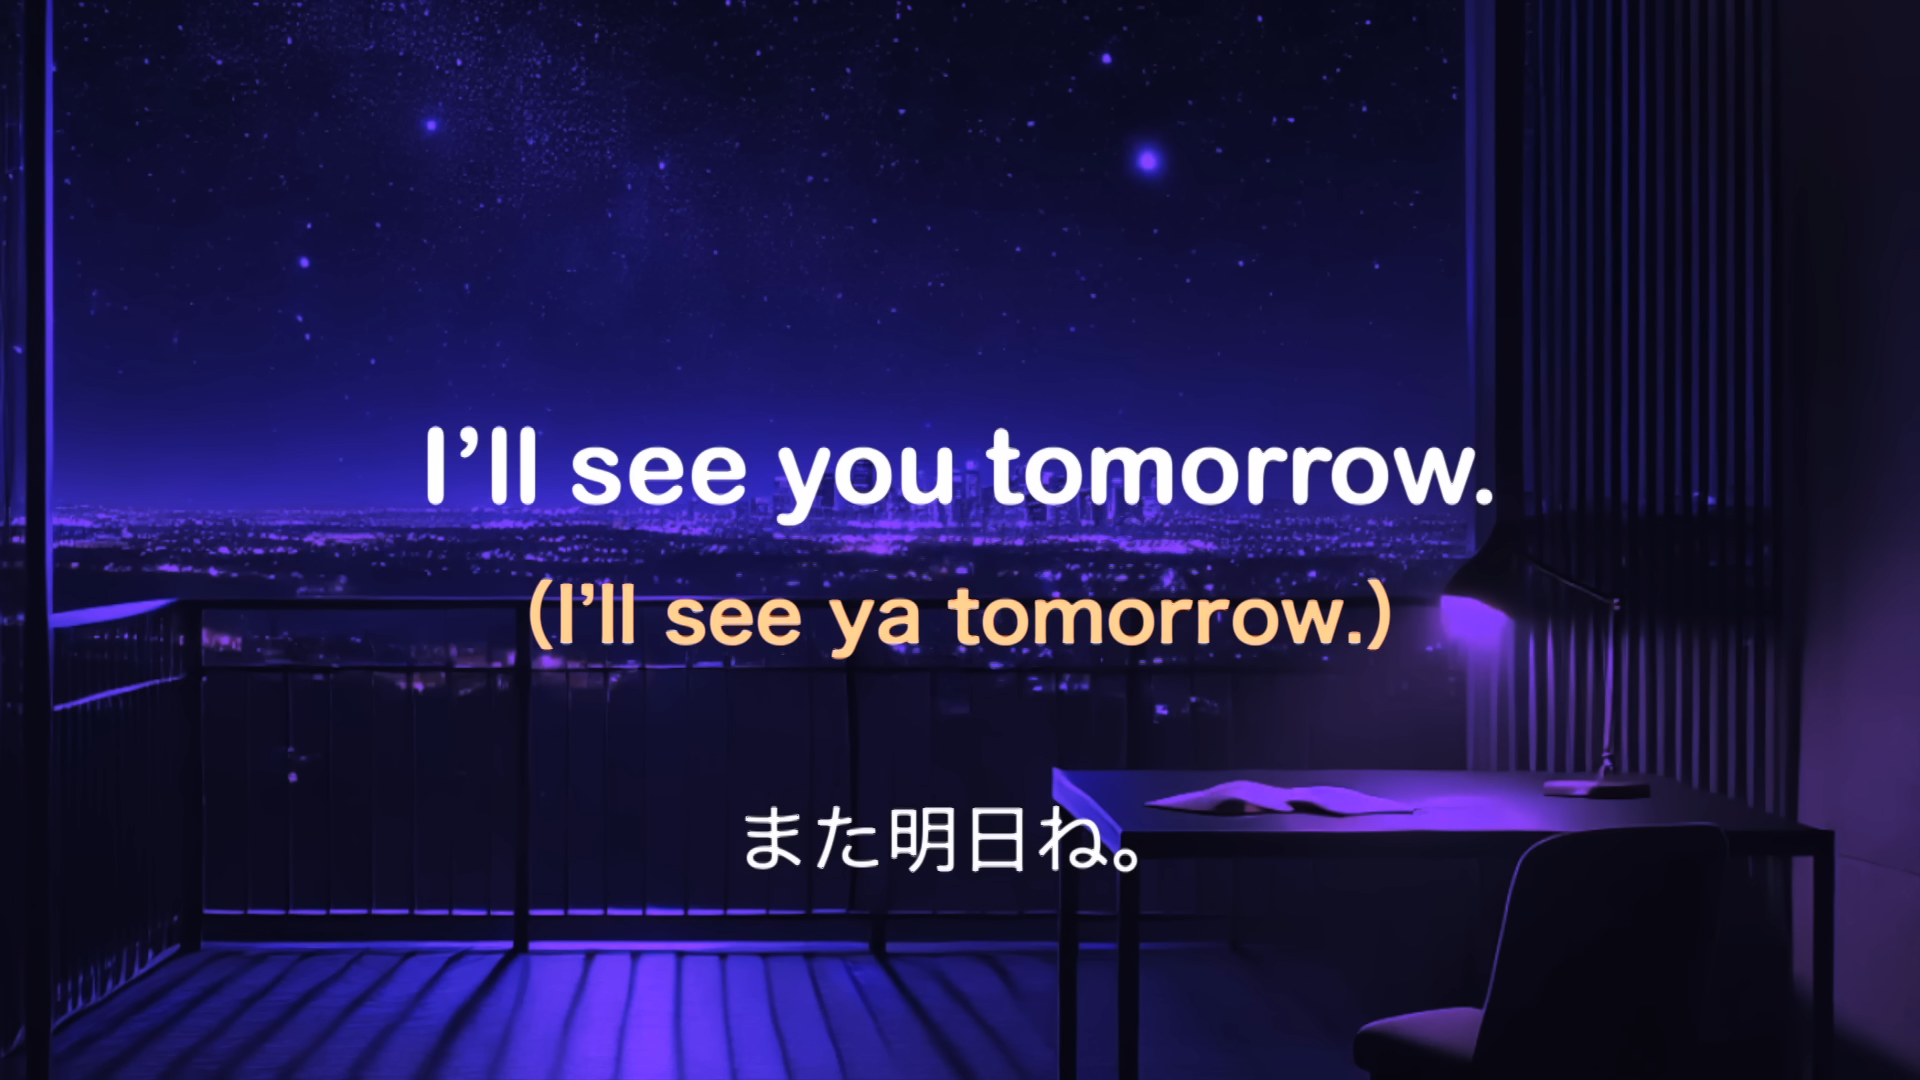 I’ll see you tomorrow.
(I’ll see ya tomorrow.)
また明日ね。